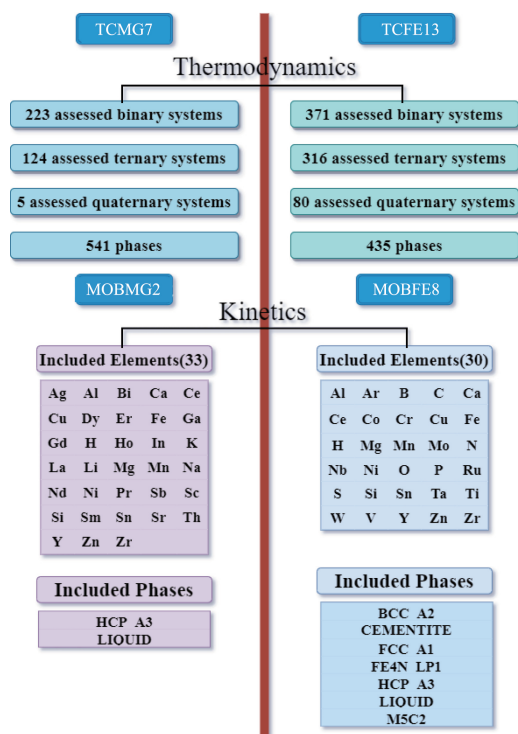 TCMG7
TCFE13
Thermodynamics
223 assessed binary systems
371 assessed binary systems
124 assessed ternary systems
316 assessed ternary systems
5 assessed quaternary systems
80 assessed quaternary systems
541 phases
435 phases
MOBMG2
MOBFE8
Kinetics
Included Elements(33)
Ag Al Bi Ca Ce
Cu Dy Er Fe Ga
Gd H Ho In K
La Li Mg Mn Na
Nd Ni Pr Sb Sc
Si Sm Sn Sr Th
Y Zn Zr
Included Phases
HCP A3
LIQUID
Included Elements(30)
Al Ar B C Ca
Ce Co Cr Cu Fe
H Mg Mn Mo N
Nb Ni O P Ru
S Si Sn Ta Ti
W V Y Zn Zr
Included Phases
BCC A2
CEMENTITE
FCC A1
FE4N LP1
HCP A3
LIQUID
M5C2